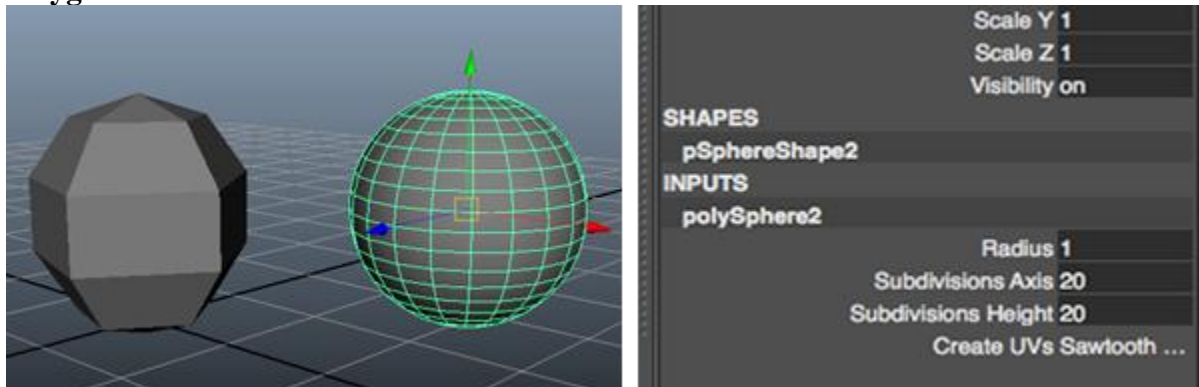 Scale Y 1
Scale Z 1
Visibility on
SHAPES
pSphereShape2
INPUTS
polySphere2
Radius 1
Subdivisions Axis 20
Subdivisions Height 20
Create UVs Sawtooth ...